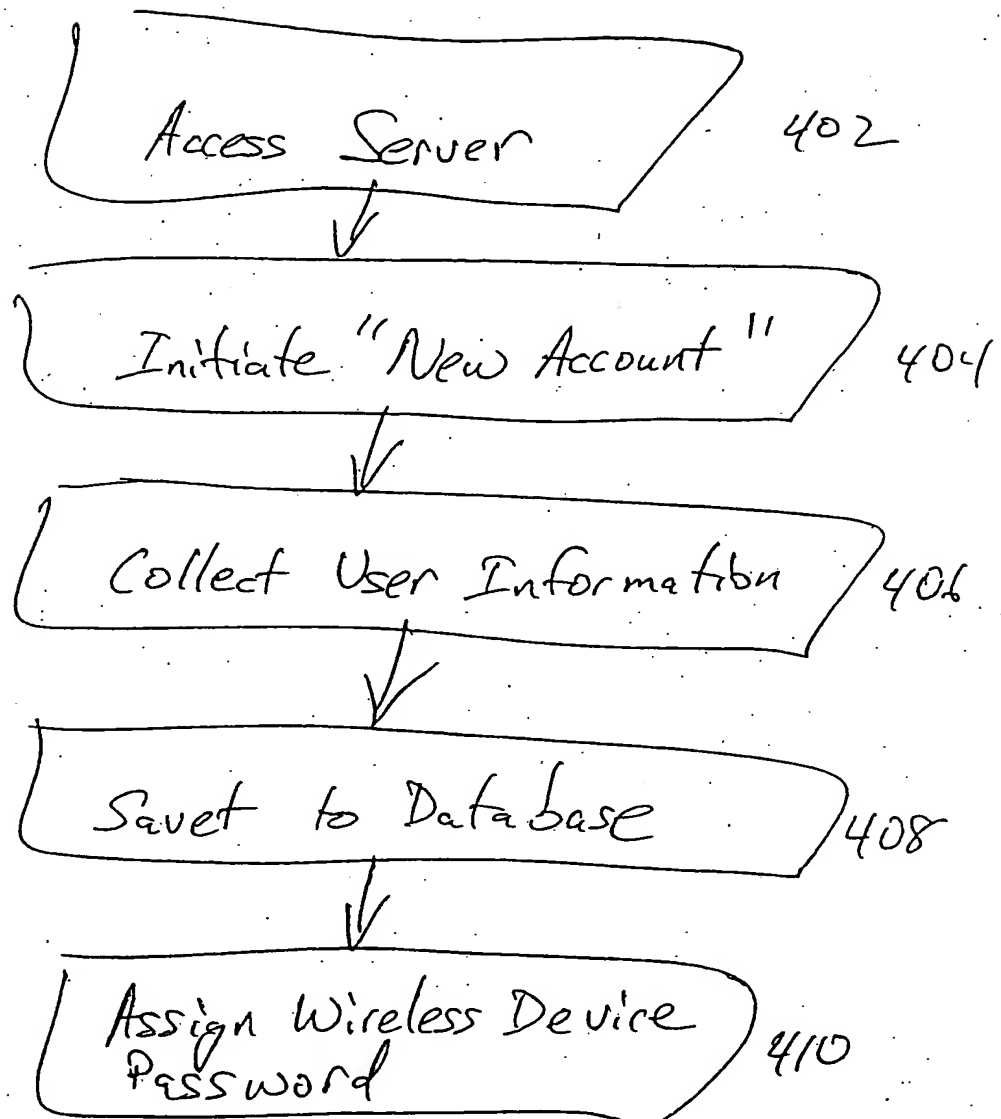 Access Server
402
Initiate "New Account"
404
Collect User Information
406
Savet to Database
408
Assign Wireless Device
Password
410